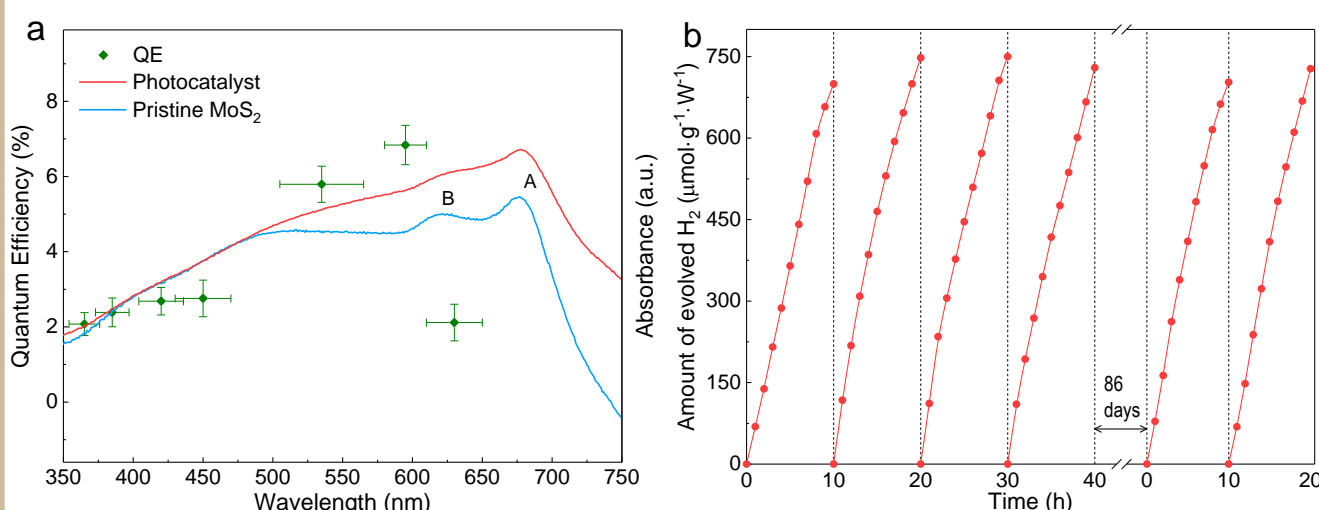 a
QE
Photocatalyst
Pristine MoS₂
Quantum Efficiency (%)
8
6
4
2
0
B
A
350 400 450 500 550 600 650 700 750
Wavelength (nm)
Absorbance (a.u.)
b
Amount of evolved H₂ (μmol·g⁻¹·W⁻¹)
750
600
450
300
150
0
86
days
0 10 20 30 40 0 10 20
Time (h)